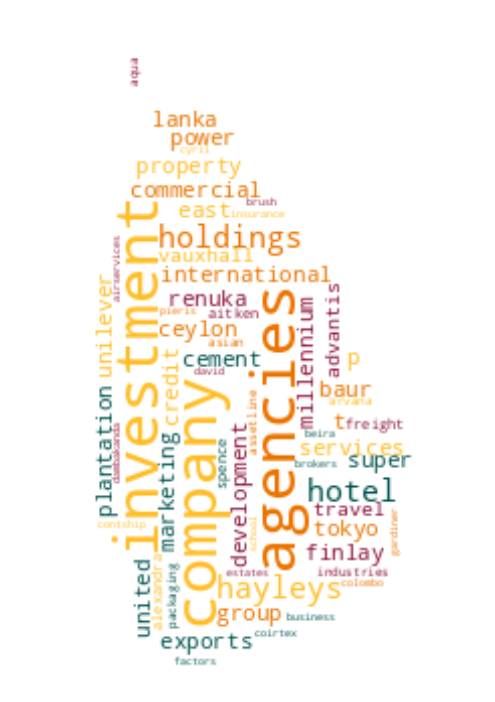 aqua
lanka
power
cyril
property
commercial
brush
east
insurance
investment
holdings
airservices
vauxhall
international
unilever
renuka
pieris
aitken
advantis
millennium
agencies
ceylon
asian
cement
credit
david
company
p
baur
arvana
plantation
dambakanda
assetline
t
freight
beira
development
marketing
spence
services
brokers
super
hotel
travel
contship
tokyo
gardiner
school
finlay
alexandra
united
packaging
estates
industries
colombo
hayleys
group
business
coirtex
exports
factors